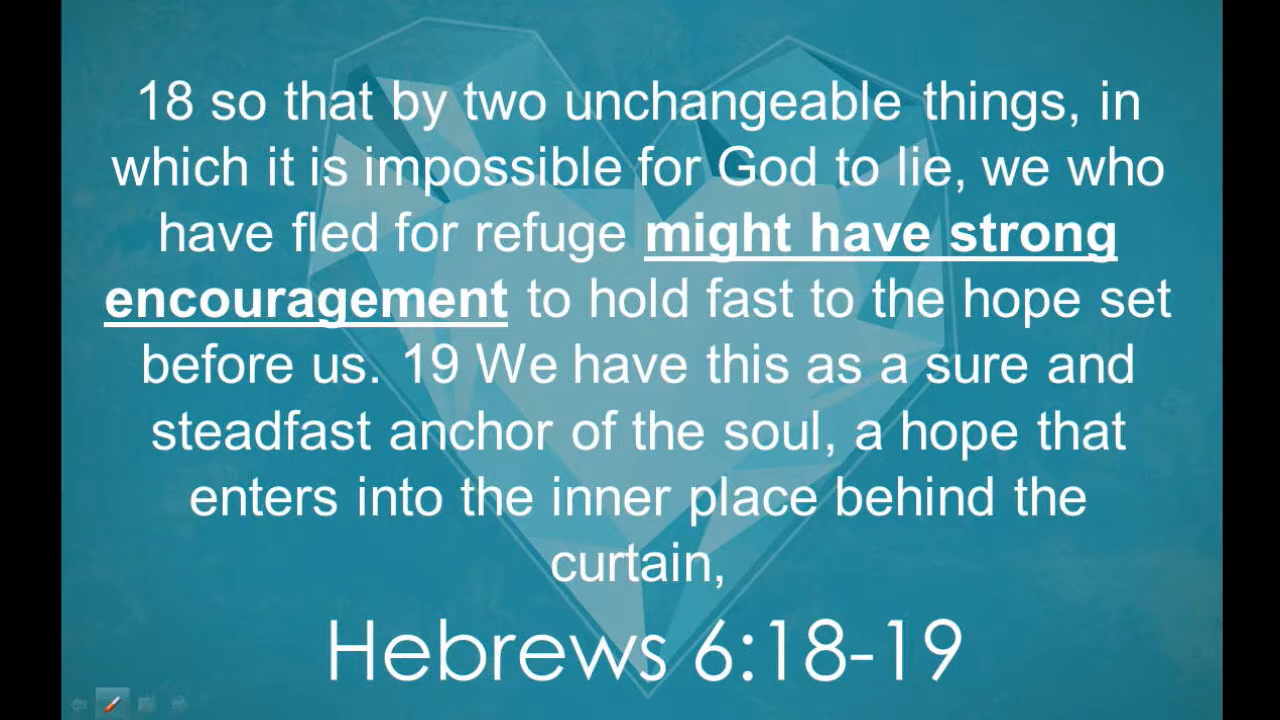 18 so that by two unchangeable things, in
which it is impossible for God to lie, we who
have fled for refuge might have strong
encouragement to hold fast to the hope set
before us. 19 We have this as a sure and
steadfast anchor of the soul, a hope that
enters into the inner place behind the
curtain,
Hebrews 6:18-19